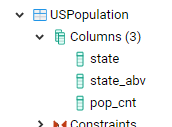 USPopulation
Columns (3)
state
state_abv
pop_cnt
Constraints